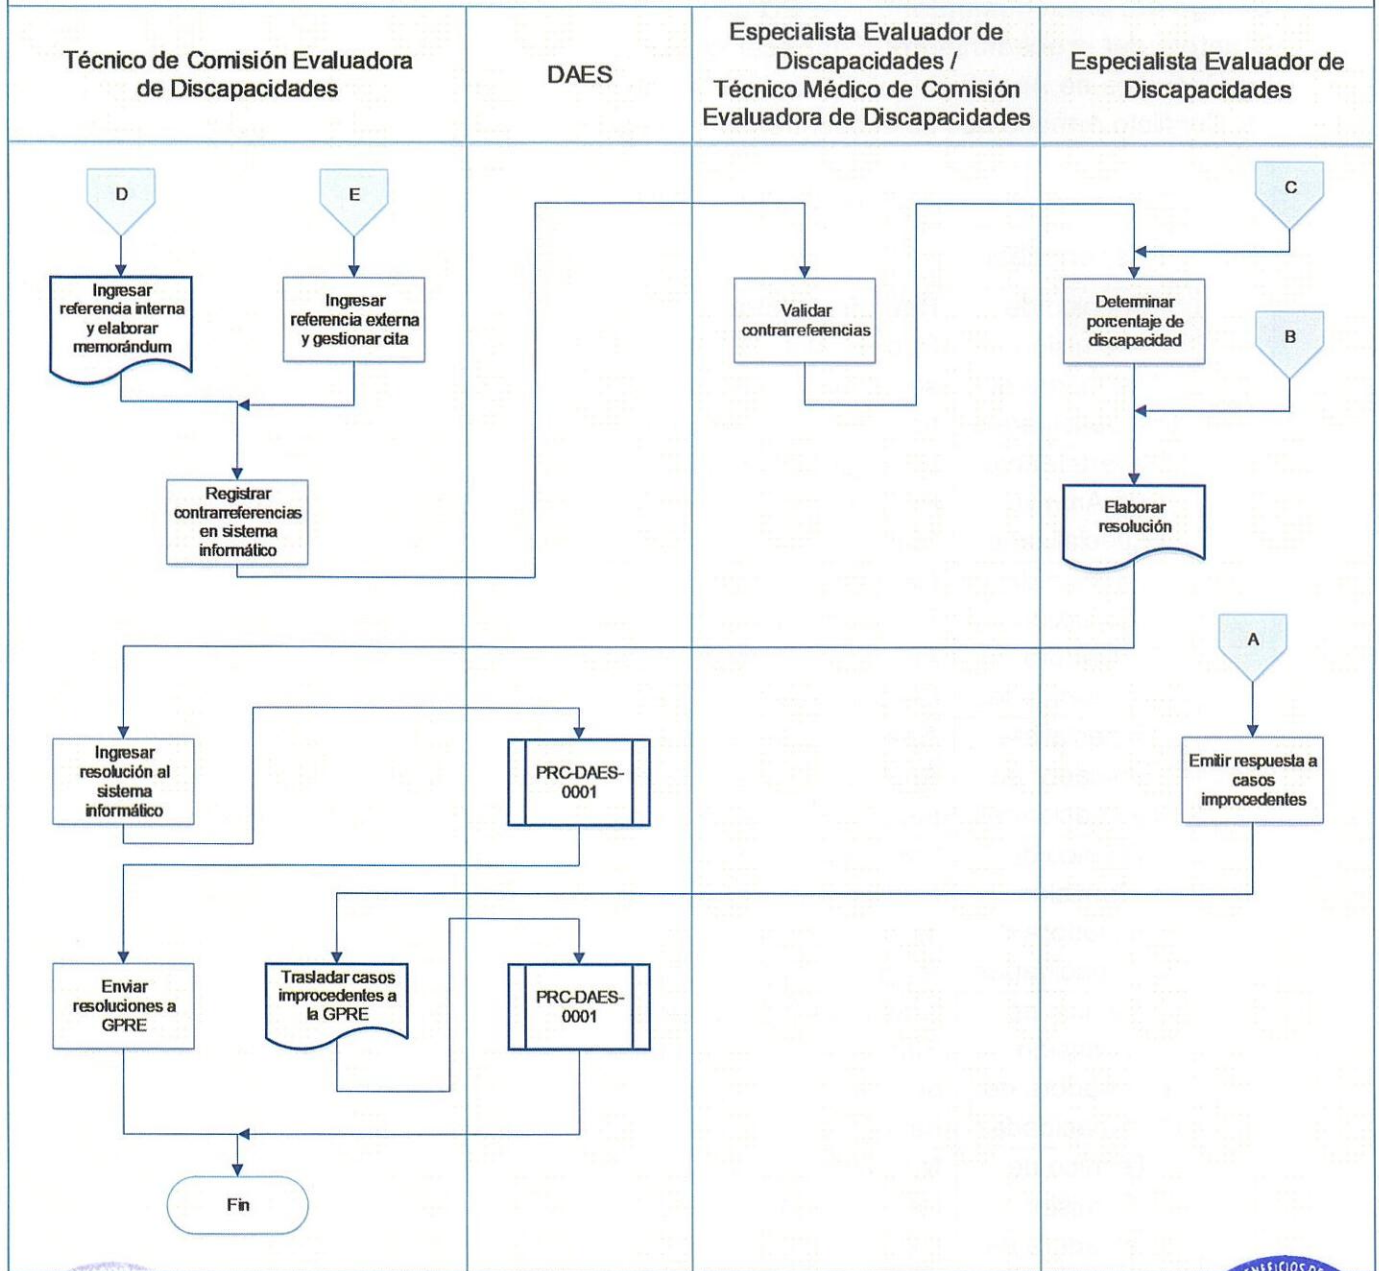 Técnico de Comisión Evaluadora
de Discapacidades
DAES
Especialista Evaluador de
Discapacidades /
Técnico Médico de Comisión
Evaluadora de Discapacidades
Especialista Evaluador de
Discapacidades
D
E
C
Ingresar
referencia interna
y elaborar
memorándum
Ingresar
referencia externa
y gestionar cita
Validar
contrarreferencias
Determinar
porcentaje de
discapacidad
B
Registrar
contrarreferencias
en sistema
informático
Elaborar
resolución
A
Ingresar
resolución al
sistema
informático
PRC-DAES-
0001
Emitir respuesta a
casos
improcedentes
Enviar
resoluciones a
GPRE
Trasladar casos
improcedentes a
la GPRE
PRC-DAES-
0001
Fin